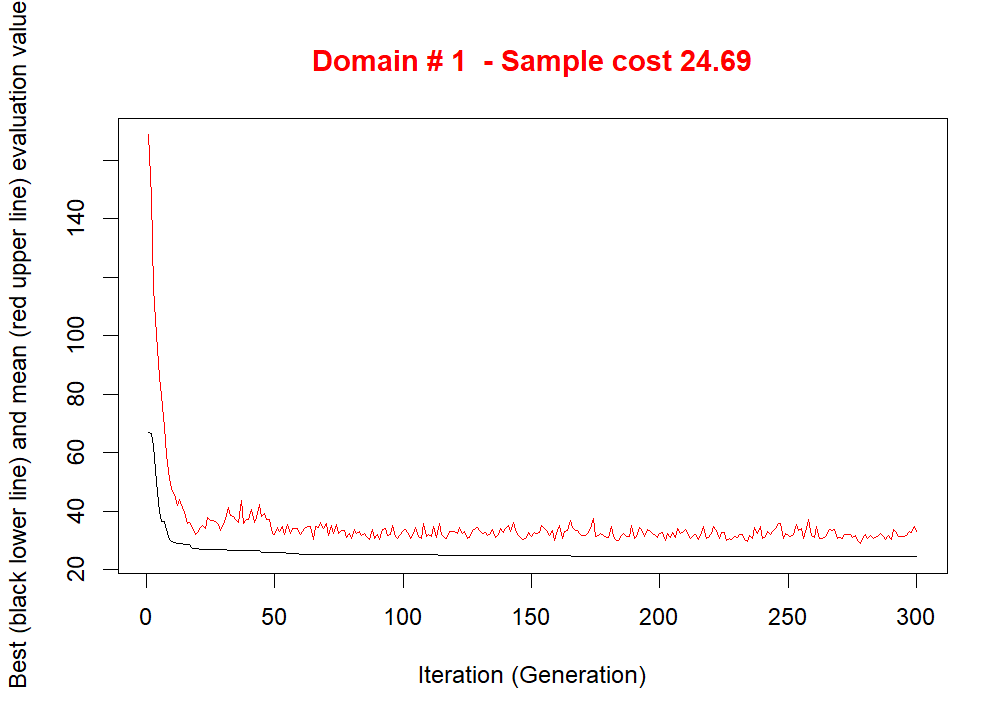 Domain # 1  - Sample cost 24.69
Best (black lower line) and mean (red upper line) evaluation value
140
100
80
60
40
20
0 50 100 150 200 250 300
Iteration (Generation)